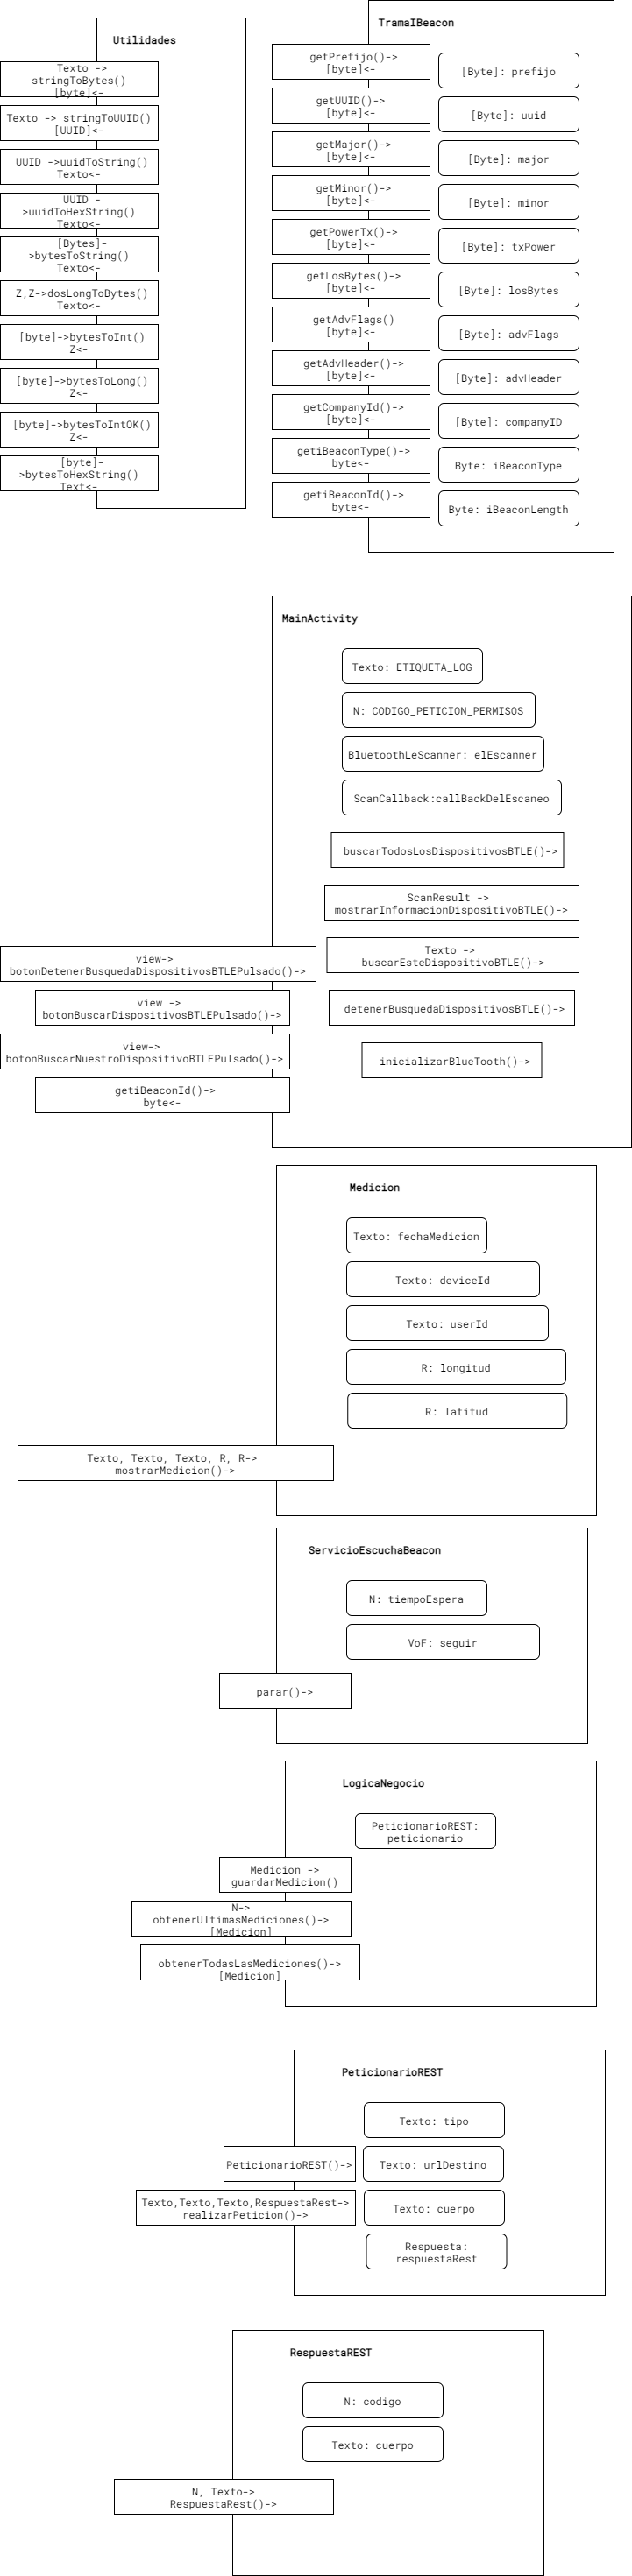 Utilidades
Texto ->
stringToBytes()
[byte]<-
Texto -> stringToUUID()
[UUID]<-
UUID ->uuidToString()
Texto<-
UUID -
>uuidToHexString()
Texto<-
[Bytes]-
>bytesToString()
Texto<-
Z,Z->dosLongToBytes()
Texto<-
[byte]->bytesToInt()
Z<-
[byte]->bytesToLong()
Z<-
[byte]->bytesToIntOK()
Z<-
[byte]-
>bytesToHexString()
Text<-
TramaIBeacon
getPrefijo()->
[byte]<-
[Byte]: prefijo
getUUID()->
[byte]<-
[Byte]: uuid
getMajor()->
[byte]<-
[Byte]: major
getMinor()->
[byte]<-
[Byte]: minor
getPowerTx()->
[byte]<-
[Byte]: txPower
getLosBytes()->
[byte]<-
[Byte]: losBytes
getAdvFlags()
[byte]<-
[Byte]: advFlags
getAdvHeader()->
[byte]<-
[Byte]: advHeader
getCompanyId()->
[byte]<-
[Byte]: companyID
getiBeaconType()->
byte<-
Byte: iBeaconType
getiBeaconId()->
byte<-
Byte: iBeaconLength
MainActivity
Texto: ETIQUETA_LOG
N: CODIGO_PETICION_PERMISOS
BluetoothLeScanner: elEscanner
ScanCallback:callBackDelEscaneo
buscarTodosLosDispositivosBTLE()->
ScanResult ->
mostrarInformacionDispositivoBTLE()->
Texto ->
buscarEsteDispositivoBTLE()->
view->
botonDetenerBusquedaDispositivosBTLEPulsado()->
view ->
botonBuscarDispositivosBTLEPulsado()->
detenerBusquedaDispositivosBTLE()->
view->
botonBuscarNuestroDispositivoBTLEPulsado()->
inicializarBlueTooth()->
getiBeaconId()->
byte<-
Medicion
Texto: fechaMedicion
Texto: deviceId
Texto: userId
R: longitud
R: latitud
Texto, Texto, Texto, R, R->
mostrarMedicion()->
ServicioEscuchaBeacon
N: tiempoEspera
VoF: seguir
parar()->
LogicaNegocio
PeticionarioREST:
peticionario
Medicion ->
guardarMedicion()
N->
obtenerUltimasMediciones()->
[Medicion]
obtenerTodasLasMediciones()->
[Medicion]
PeticionarioREST
Texto: tipo
PeticionarioREST()->
Texto: urlDestino
Texto,Texto,Texto,RespuestaRest->
realizarPeticion()->
Texto: cuerpo
Respuesta:
respuestaRest
RespuestaREST
N: codigo
Texto: cuerpo
N, Texto->
RespuestaRest()->